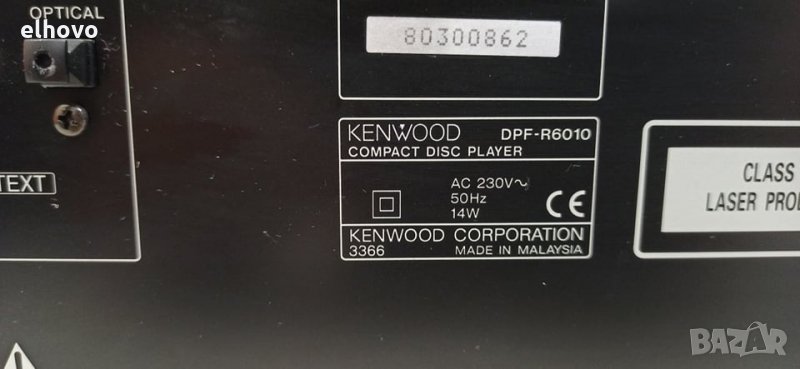 OPTICAL
elhovo
80300862
KENWOOD DPF-R6010
COMPACT DISC PLAYER
AC 230V~
50Hz
14W
CE
KENWOOD CORPORATION
3366 MADE IN MALAYSIA
TEXT
CLASS
LASER
BAZAR